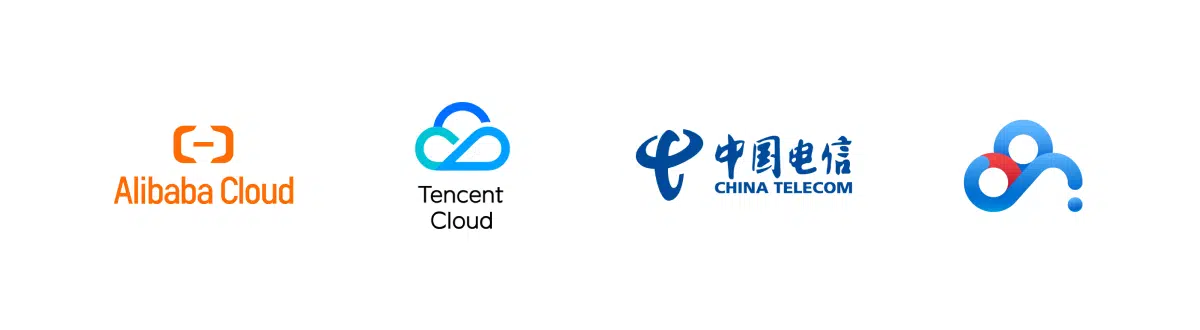 Alibaba Cloud
Tencent
Cloud
中国电信
CHINA TELECOM